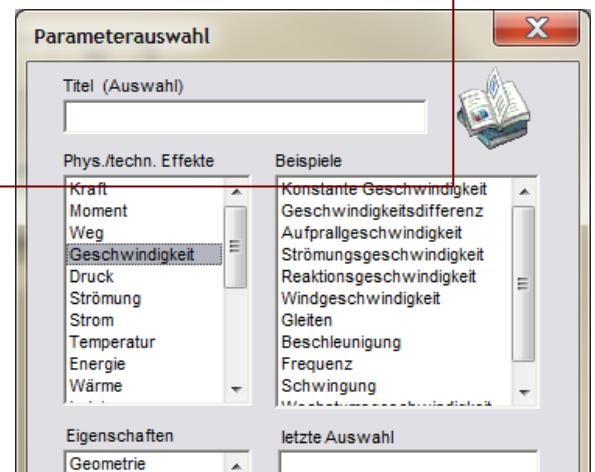 Parameterauswahl
X
Titel (Auswahl)
Phys./techn. Effekte
Kraft
Moment
Weg
Geschwindigkeit
Druck
Strömung
Strom
Temperatur
Energie
Wärme
Beispiele
Konstante Geschwindigkeit
Geschwindigkeitsdifferenz
Aufprallgeschwindigkeit
Strömungsgeschwindigkeit
Reaktionsgeschwindigkeit
Windgeschwindigkeit
Gleiten
Beschleunigung
Frequenz
Schwingung
Eigenschaften
Geometrie
letzte Auswahl